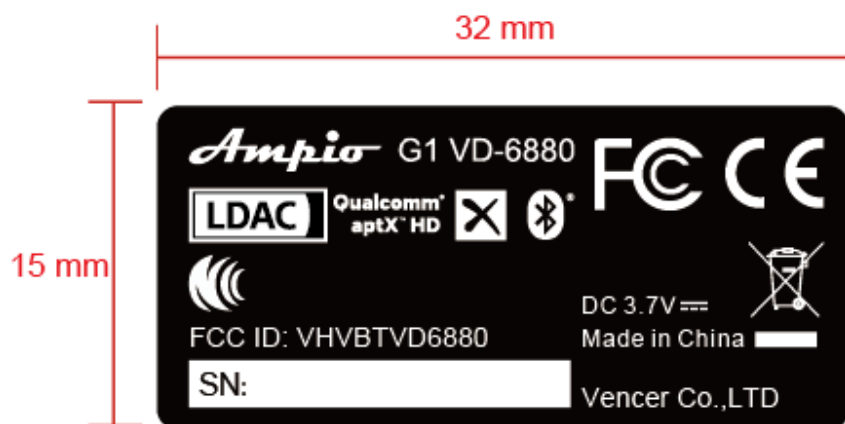 32 mm
15 mm
Ampio G1 VD-6880
FC CE
LDAC Qualcomm® aptX™ HD ®
FCC ID: VHVBTVD6880
DC 3.7V
Made in China
SN:
Vencer Co.,LTD